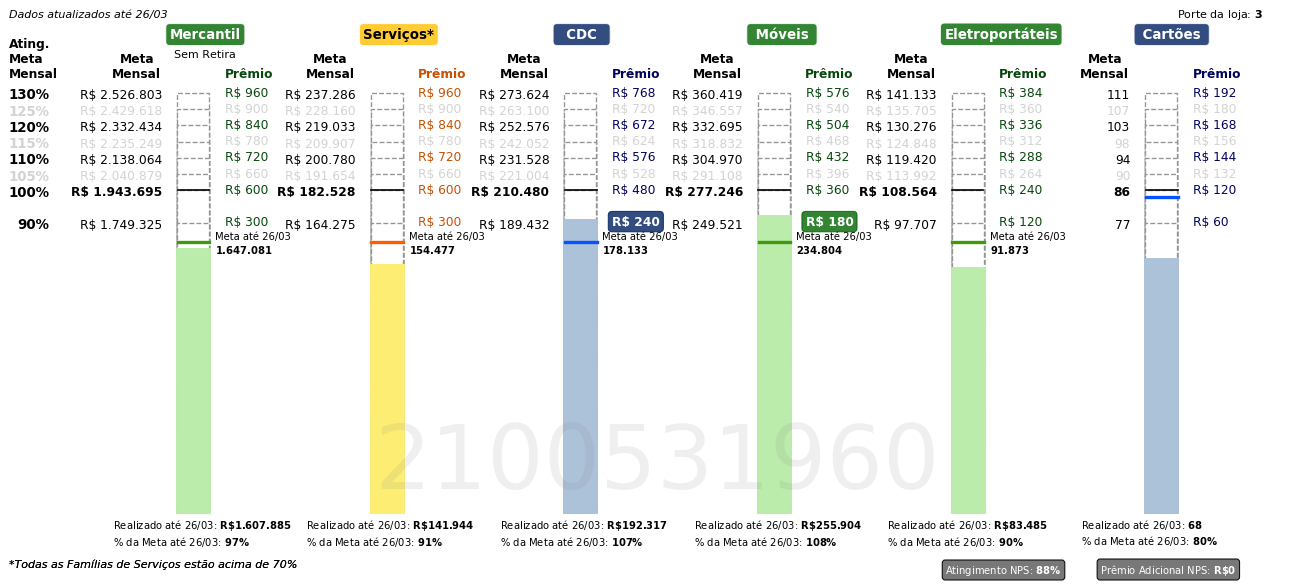 Dados atualizados até 26/03
Porte da loja: 3
Mercantil Serviços* CDC Móveis Eletroportáteis Cartões
Sem Retira
Ating. Meta Mensal
Meta Mensal Prêmio Meta Mensal Prêmio Meta Mensal Prêmio Meta Mensal Prêmio Meta Mensal Prêmio Meta Mensal Prêmio
130% R$ 2.526.803 R$ 960 R$ 237.286 R$ 960 R$ 273.624 R$ 768 R$ 360.419 R$ 576 R$ 141.133 R$ 384 111 R$ 192
125% R$ 2.429.618 R$ 900 R$ 228.160 R$ 900 R$ 263.100 R$ 720 R$ 346.557 R$ 540 R$ 135.705 R$ 360 107 R$ 180
120% R$ 2.332.434 R$ 840 R$ 219.033 R$ 840 R$ 252.576 R$ 672 R$ 332.695 R$ 504 R$ 130.276 R$ 336 103 R$ 168
115% R$ 2.235.249 R$ 780 R$ 209.907 R$ 780 R$ 242.052 R$ 624 R$ 318.832 R$ 468 R$ 124.848 R$ 312 98 R$ 156
110% R$ 2.138.064 R$ 720 R$ 200.780 R$ 720 R$ 231.528 R$ 576 R$ 304.970 R$ 432 R$ 119.420 R$ 288 94 R$ 144
105% R$ 2.040.879 R$ 660 R$ 191.654 R$ 660 R$ 221.004 R$ 528 R$ 291.108 R$ 396 R$ 113.992 R$ 264 90 R$ 132
100% R$ 1.943.695 R$ 600 R$ 182.528 R$ 600 R$ 210.480 R$ 480 R$ 277.246 R$ 360 R$ 108.564 R$ 240 86 R$ 120
90% R$ 1.749.325 R$ 300 R$ 164.275 R$ 300 R$ 189.432 R$ 240 R$ 249.521 R$ 180 R$ 97.707 R$ 120 77 R$ 60
Meta até 26/03 Meta até 26/03 Meta até 26/03 Meta até 26/03 Meta até 26/03
1.647.081 154.477 178.133 234.804 91.873
2100531960
Realizado até 26/03: R$1.607.885 Realizado até 26/03: R$141.944 Realizado até 26/03: R$192.317 Realizado até 26/03: R$255.904 Realizado até 26/03: R$83.485 Realizado até 26/03: 68
% da Meta até 26/03: 97% % da Meta até 26/03: 91% % da Meta até 26/03: 107% % da Meta até 26/03: 108% % da Meta até 26/03: 90% % da Meta até 26/03: 80%
*Todas as Famílias de Serviços estão acima de 70%
Atingimento NPS: 88% Prêmio Adicional NPS: R$0